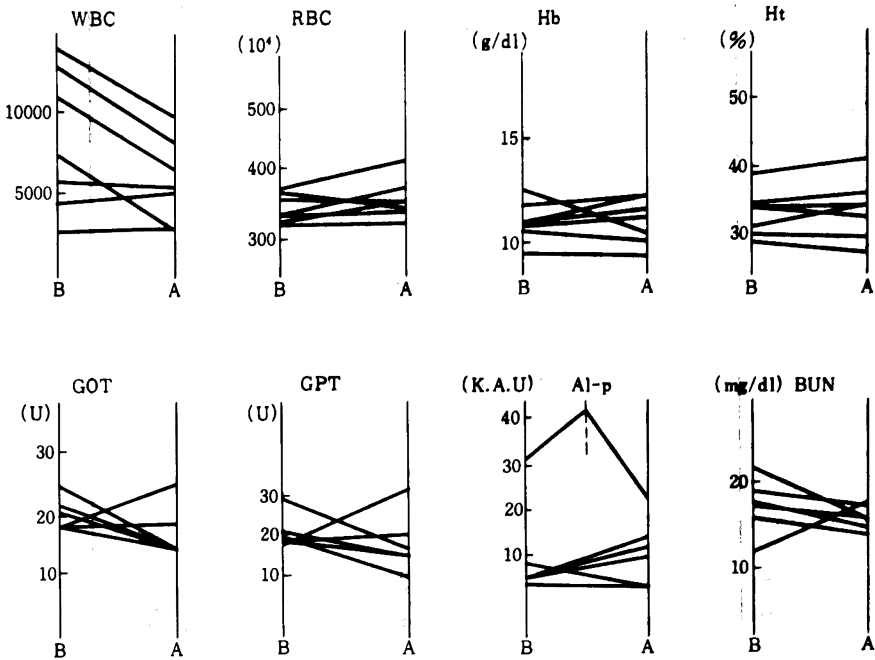 WBC RBC Hb Ht
(10⁴) (g/dl) (%)
10000 5000
500 400 300
15 10
50 40 30
B A B A B A B A
GOT GPT (K.A.U) Al-p (mg/dl) BUN
(U) (U)
30 20 10
30 20 10
40 30 20 10
20 10
B A B A B A B A